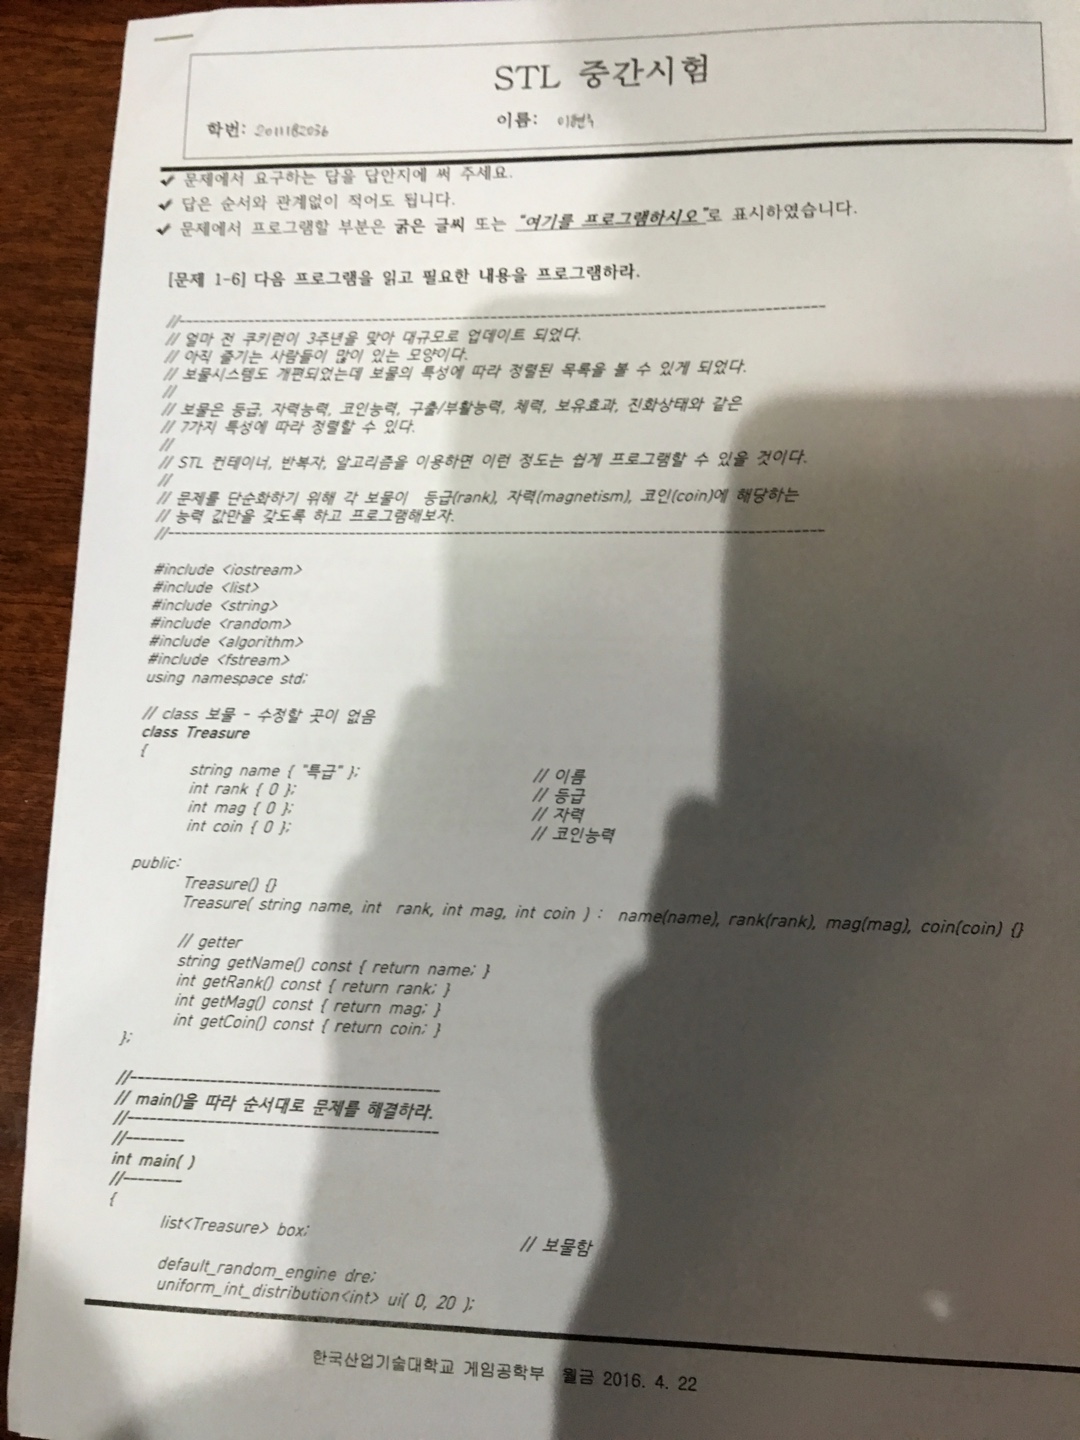 STL 중간시험
학번: 2011182036 이름:
✔ 문제에서 요구하는 답을 답안지에 써 주세요.
✔ 답은 순서와 관계없이 적어도 됩니다.
✔ 문제에서 프로그램할 부분은 굵은 글씨 또는 "여기를 프로그램하시오"로 표시하였습니다.
[문제 1-6] 다음 프로그램을 읽고 필요한 내용을 프로그램하라.
//--------------------------------------------------------------------------------
// 얼마 전 쿠키런이 3주년을 맞아 대규모로 업데이트 되었다.
// 아직 즐기는 사람들이 많이 있는 모양이다.
// 보물시스템도 개편되었는데 보물의 특성에 따라 정렬된 목록을 볼 수 있게 되었다.
//
// 보물은 등급, 자력능력, 코인능력, 구출/부활능력, 체력, 보유효과, 진화상태와 같은
// 7가지 특성에 따라 정렬할 수 있다.
//
// STL 컨테이너, 반복자, 알고리즘을 이용하면 이런 정도는 쉽게 프로그램할 수 있을 것이다.
//
// 문제를 단순화하기 위해 각 보물이 등급(rank), 자력(magnetism), 코인(coin)에 해당하는
// 능력 값만을 갖도록 하고 프로그램해보자.
//--------------------------------------------------------------------------------
#include <iostream>
#include <list>
#include <string>
#include <random>
#include <algorithm>
#include <fstream>
using namespace std;
// class 보물 - 수정할 곳이 없음
class Treasure
{
string name { "특급" }; // 이름
int rank { 0 }; // 등급
int mag { 0 }; // 자력
int coin { 0 }; // 코인능력
public:
Treasure() {}
Treasure( string name, int rank, int mag, int coin ) : name(name), rank(rank), mag(mag), coin(coin) {}
// getter
string getName() const { return name; }
int getRank() const { return rank; }
int getMag() const { return mag; }
int getCoin() const { return coin; }
};
//------------------------------------------
// main()을 따라 순서대로 문제를 해결하라.
//------------------------------------------
//--------
int main( )
//--------
{
list<Treasure> box; // 보물함
default_random_engine dre;
uniform_int_distribution<int> ui( 0, 20 );
한국산업기술대학교 게임공학부 월금 2016. 4. 22